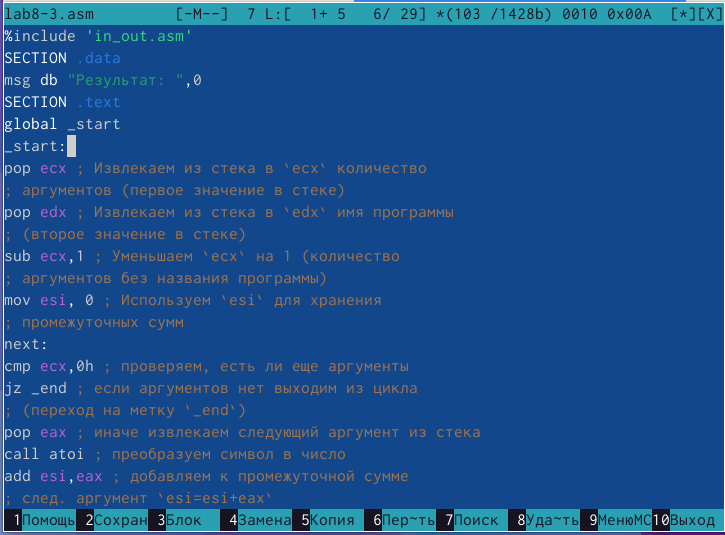 lab8-3.asm [-M--] 7 L:[ 1+ 5 6/ 29] *(103 /1428b) 0010 0x00A [*][X]
%include 'in_out.asm'
SECTION .data
msg db "Результат: ",0
SECTION .text
global _start
_start:
pop ecx ; Извлекаем из стека в `ecx` количество
; аргументов (первое значение в стеке)
pop edx ; Извлекаем из стека в `edx` имя программы
; (второе значение в стеке)
sub ecx,1 ; Уменьшаем `ecx` на 1 (количество
; аргументов без названия программы)
mov esi, 0 ; Используем `esi` для хранения
; промежуточных сумм
next:
cmp ecx,0h ; проверяем, есть ли еще аргументы
jz _end ; если аргументов нет выходим из цикла
; (переход на метку `_end`)
pop eax ; иначе извлекаем следующий аргумент из стека
call atoi ; преобразуем символ в число
add esi,eax ; добавляем к промежуточной сумме
; след. аргумент `esi=esi+eax`
1Помощь 2Сохран 3Блок 4Замена 5Копия 6Пер~ть 7Поиск 8Уда~ть 9МенюMC 10Выход